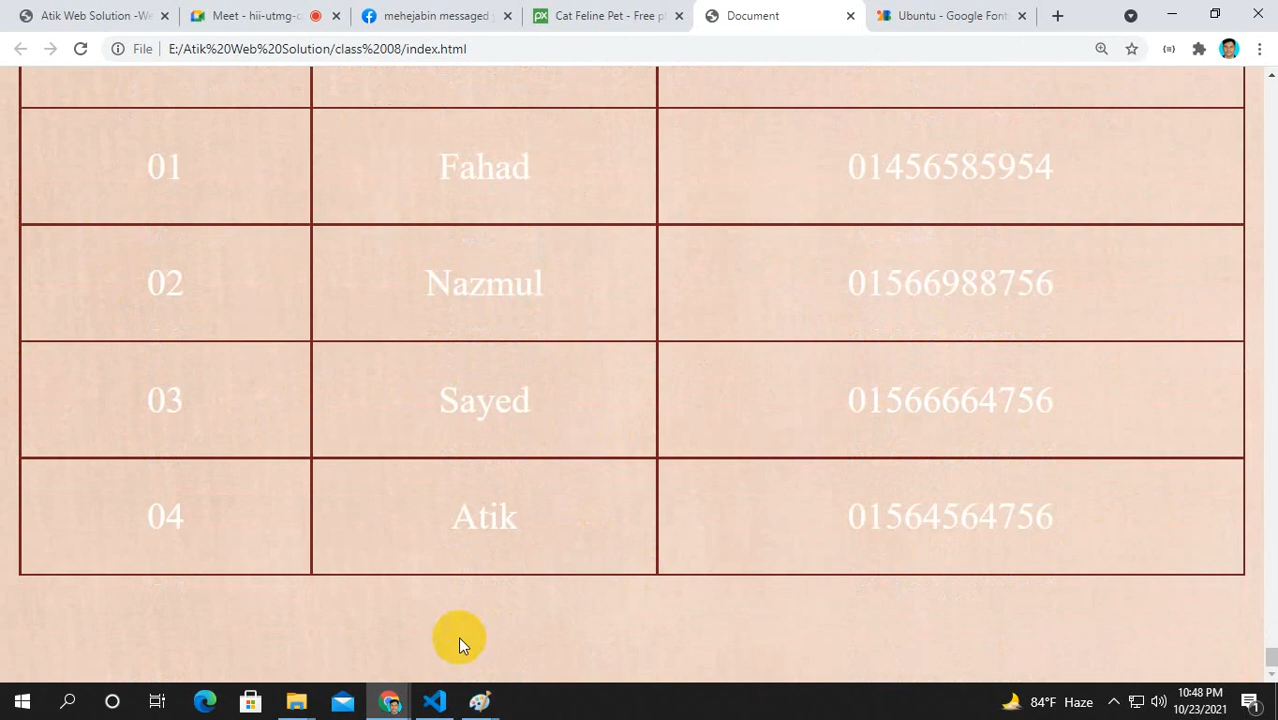 Atik Web Solution -We
Meet - hii-utmg-c
mehejabin messaged y
Cat Feline Pet - Free p
Document
Ubuntu - Google Font
File
E:/Atik%20Web%20Solution/class%2008/index.html
01 Fahad 01456585954
02 Nazmul 01566988756
03 Sayed 01566664756
04 Atik 01564564756
84°F Haze
10:48 PM
10/23/2021
1